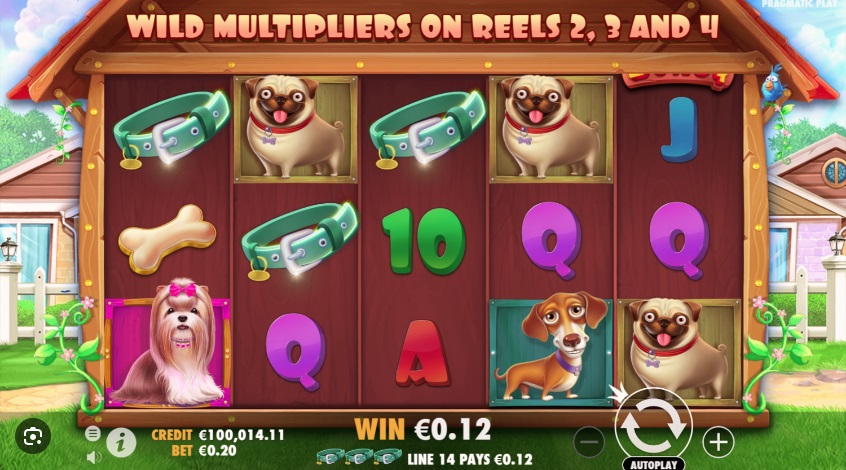 PRAGMATIC PLAY
WILD MULTIPLIERS ON REELS 2, 3 AND 4
J
10
Q
Q
Q
A
CREDIT €100,014.11
BET €0.20
WIN €0.12
LINE 14 PAYS €0.12
AUTOPLAY